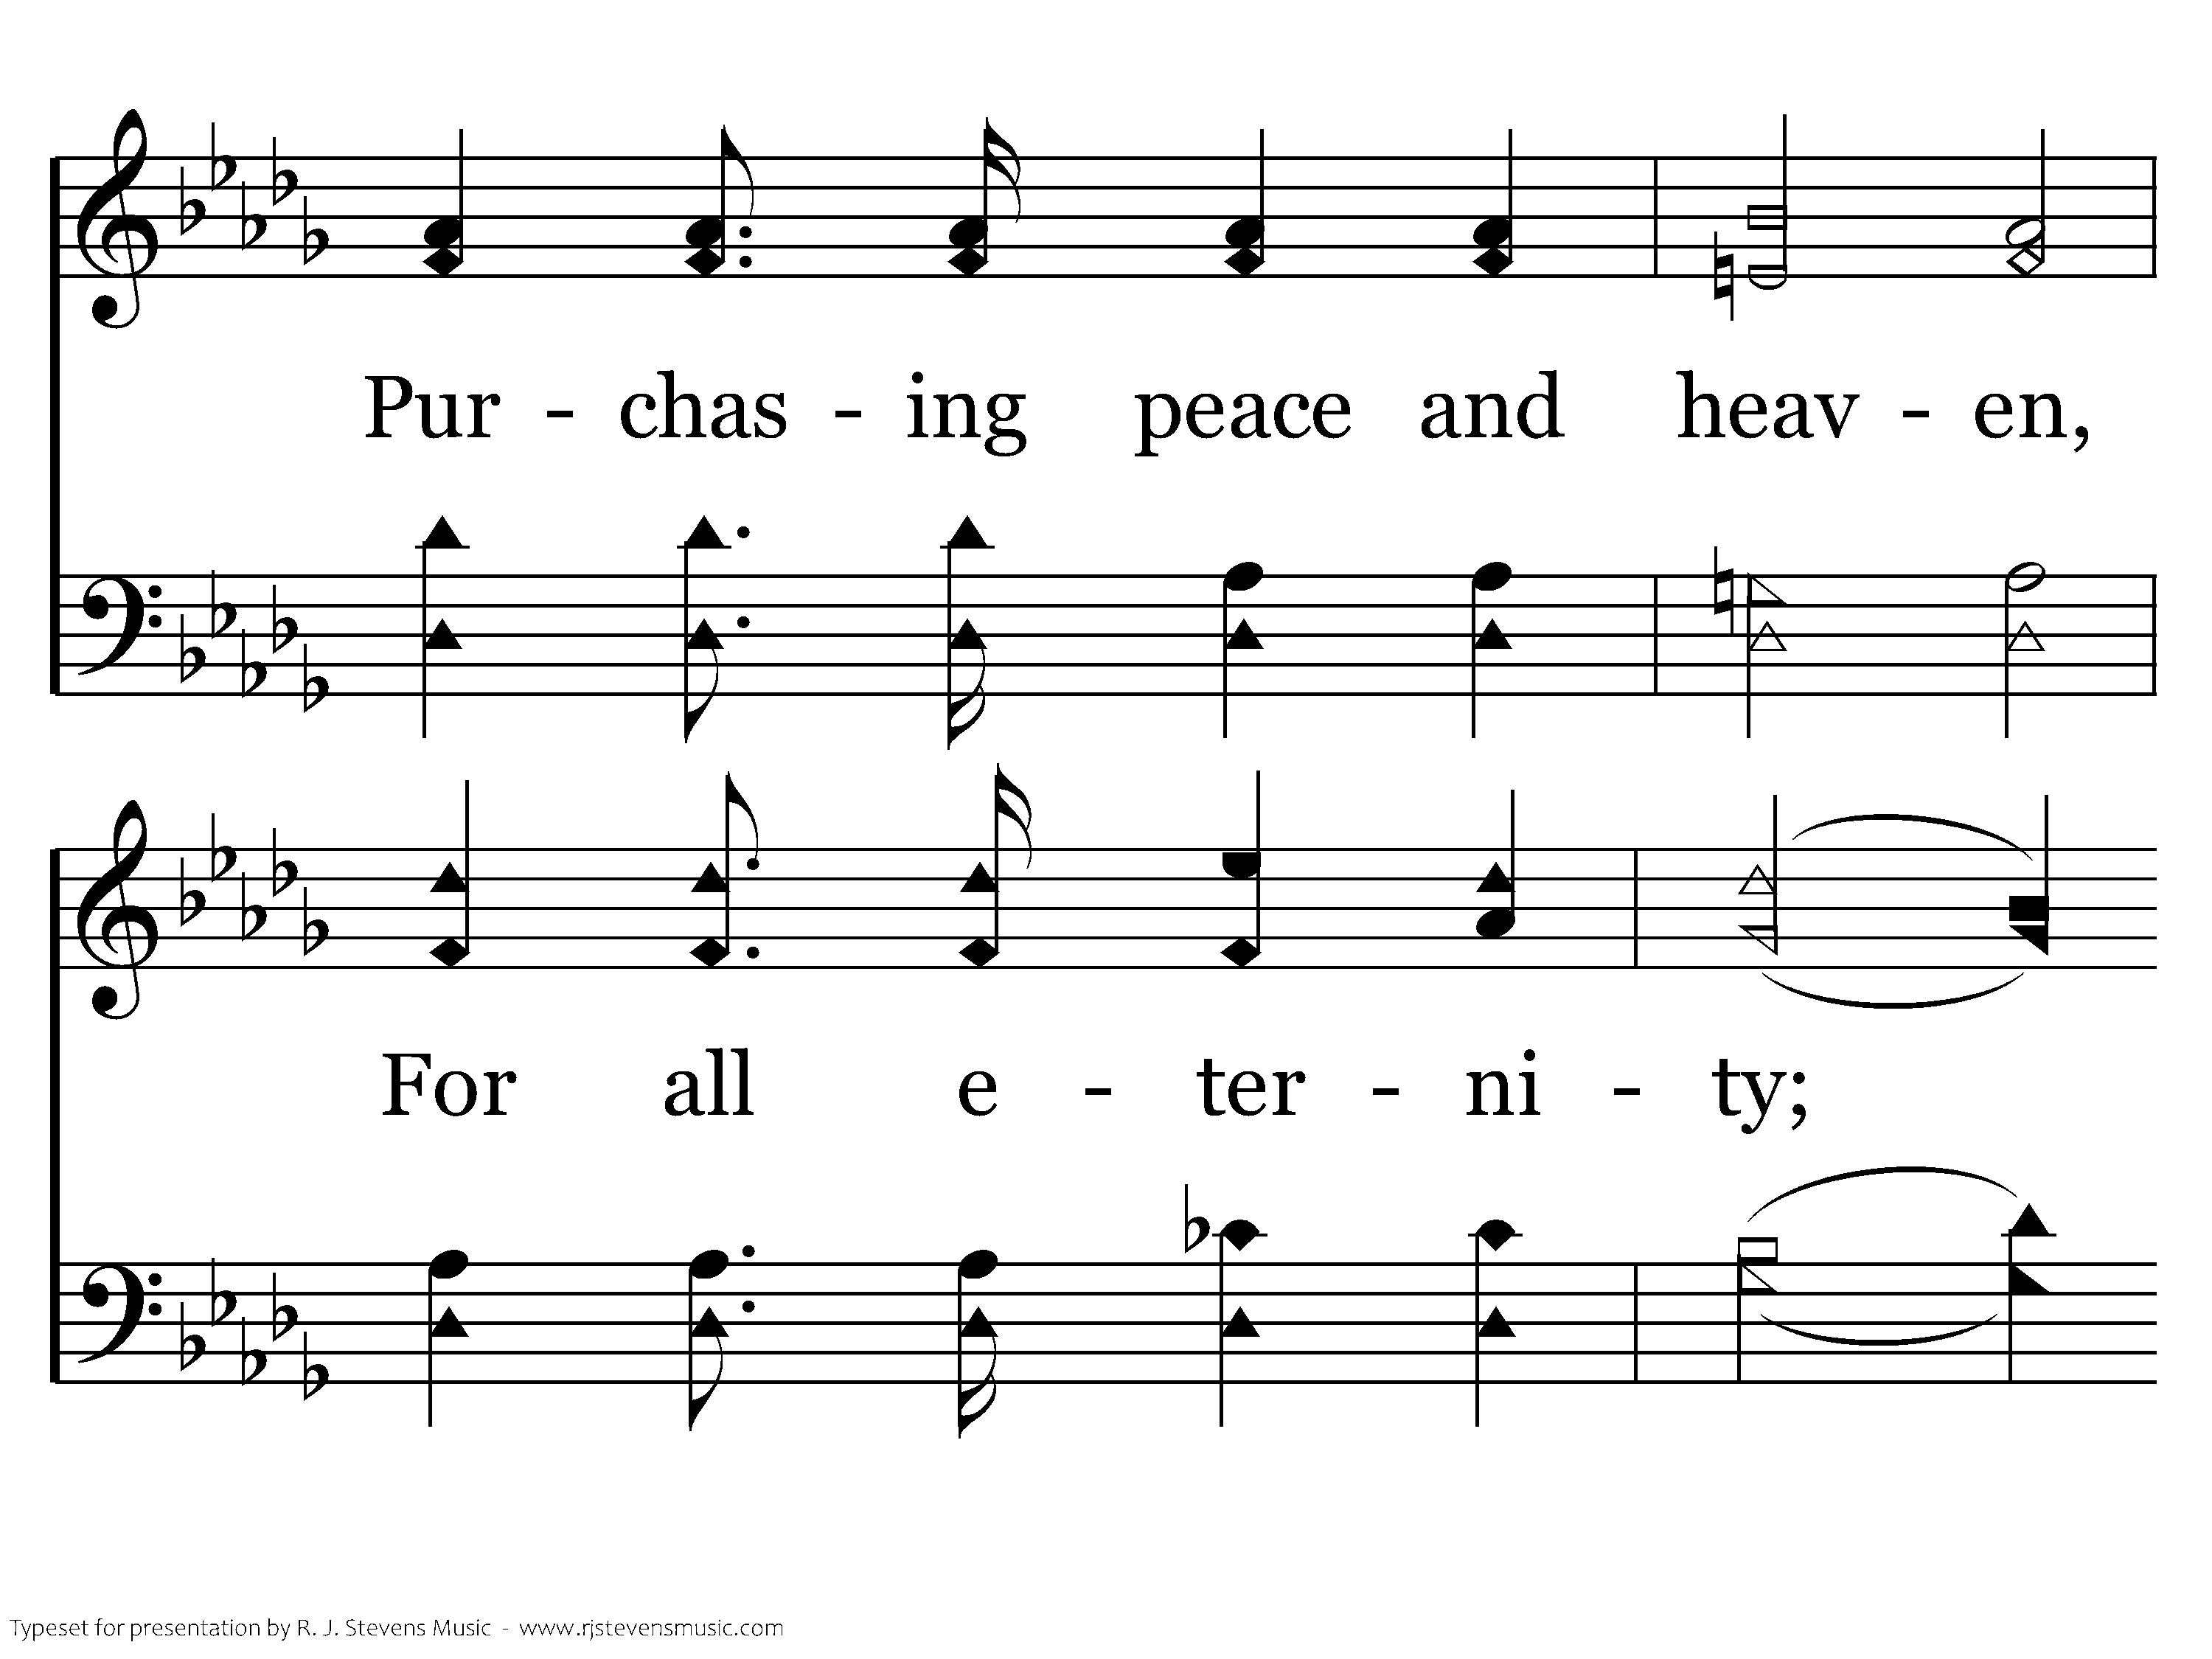 Pur - chas - ing peace and heav - en,
For all e - ter - ni - ty;
Typeset for presentation by R. J. Stevens Music - www.rjstevensmusic.com